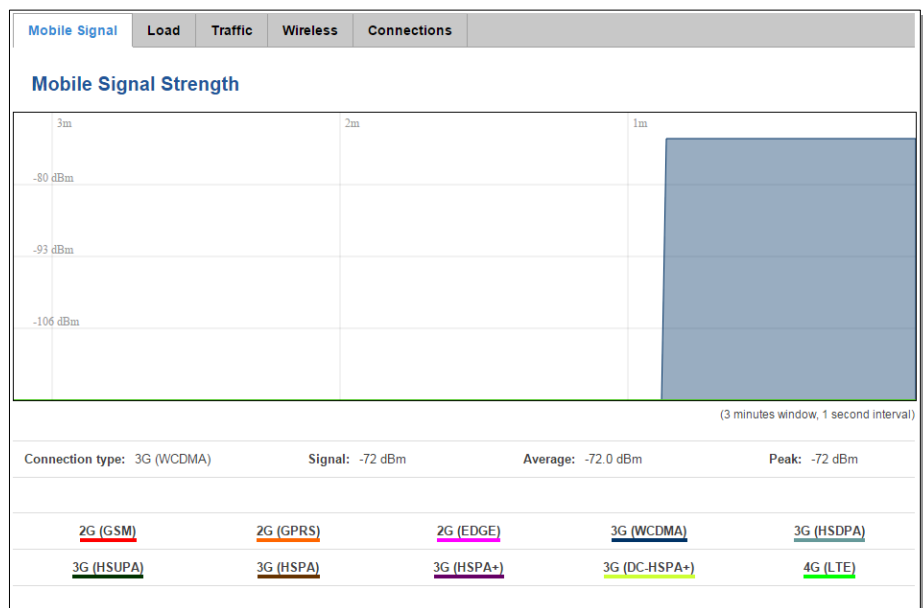 Mobile Signal Load Traffic Wireless Connections
Mobile Signal Strength
3m 2m 1m
-80 dBm
-93 dBm
-106 dBm
(3 minutes window, 1 second interval)
Connection type: 3G (WCDMA) Signal: -72 dBm Average: -72.0 dBm Peak: -72 dBm
2G (GSM) 2G (GPRS) 2G (EDGE) 3G (WCDMA) 3G (HSDPA)
3G (HSUPA) 3G (HSPA) 3G (HSPA+) 3G (DC-HSPA+) 4G (LTE)